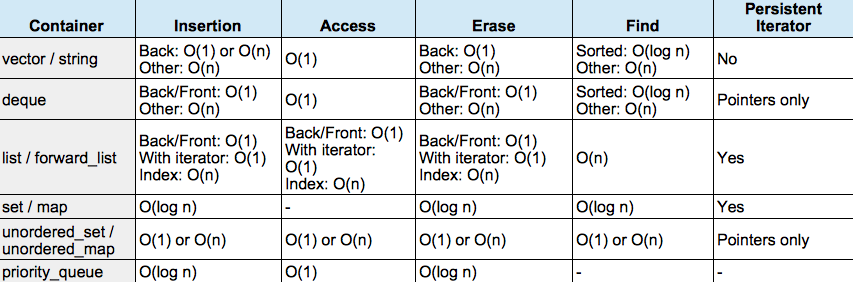 Container Insertion Access Erase Find Persistent Iterator
vector / string
Back: O(1) or O(n)
Other: O(n)
O(1)
Back: O(1)
Other: O(n)
Sorted: O(log n)
Other: O(n)
No
deque
Back/Front: O(1)
Other: O(n)
O(1)
Back/Front: O(1)
Other: O(n)
Sorted: O(log n)
Other: O(n)
Pointers only
list / forward_list
Back/Front: O(1)
With iterator: O(1)
Index: O(n)
Back/Front: O(1)
With iterator:
O(1)
Index: O(n)
Back/Front: O(1)
With iterator: O(1)
Index: O(n)
O(n)
Yes
set / map
O(log n)
-
O(log n)
O(log n)
Yes
unordered_set /
unordered_map
O(1) or O(n)
O(1) or O(n)
O(1) or O(n)
O(1) or O(n)
Pointers only
priority_queue
O(log n)
O(1)
O(log n)
-
-